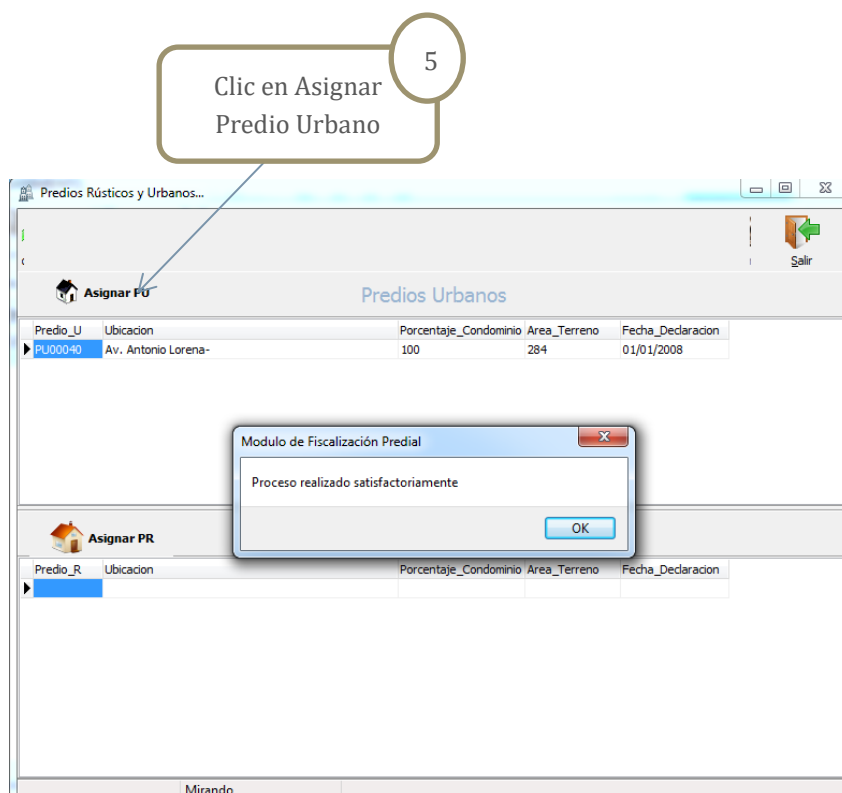 5
Clic en Asignar
Predio Urbano
Predios Rústicos y Urbanos...
Salir
Asignar PU
Predios Urbanos
Predio_U Ubicacion Porcentaje_Condominio Area_Terreno Fecha_Declaracion
PU00040 Av. Antonio Lorena- 100 284 01/01/2008
Modulo de Fiscalización Predial
Proceso realizado satisfactoriamente
OK
Asignar PR
Predio_R Ubicacion Porcentaje_Condominio Area_Terreno Fecha_Declaracion
Mirando